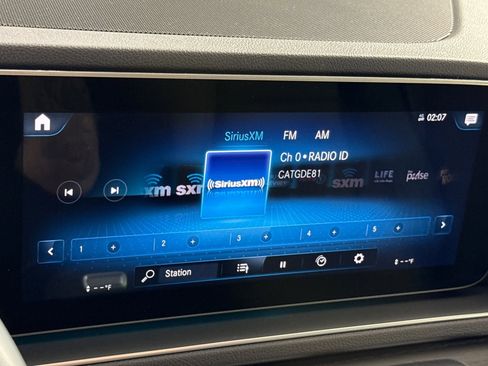 02:07
SiriusXM FM AM
Ch 0 • RADIO ID
CATGDE81
xm sxm ((SiriusXM)) sxm LIFE pulse
1 2 3 4 5
Station
-- °F -- °F